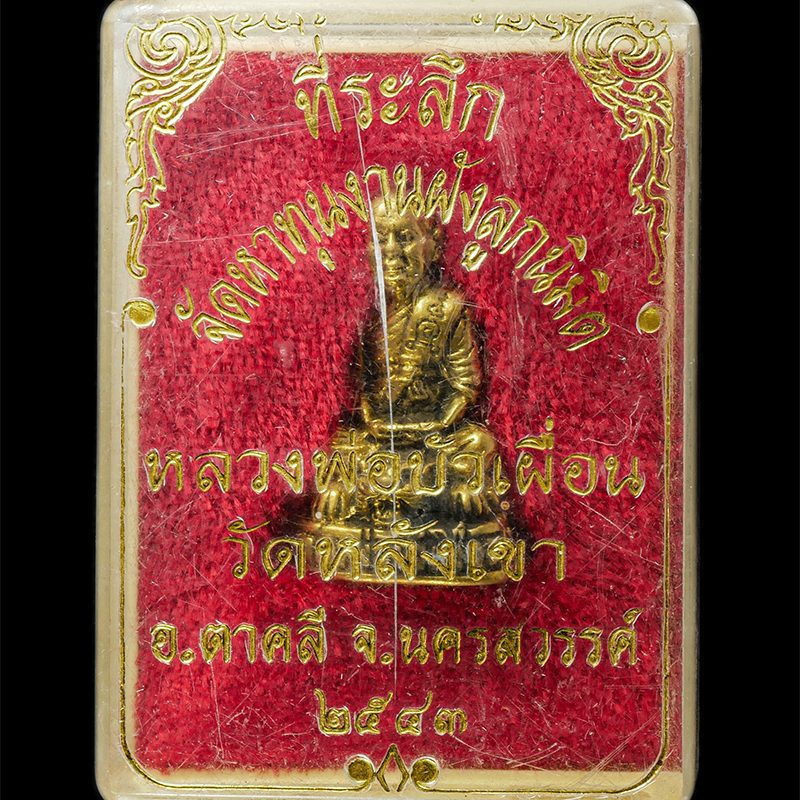 ที่ระลึก
จัดหาทุนงานฝังลูกนิมิต
หลวงพ่อบัวเผื่อน
วัดหลังเขา
อ.ตาคลี จ.นครสวรรค์
๒๕๔๓